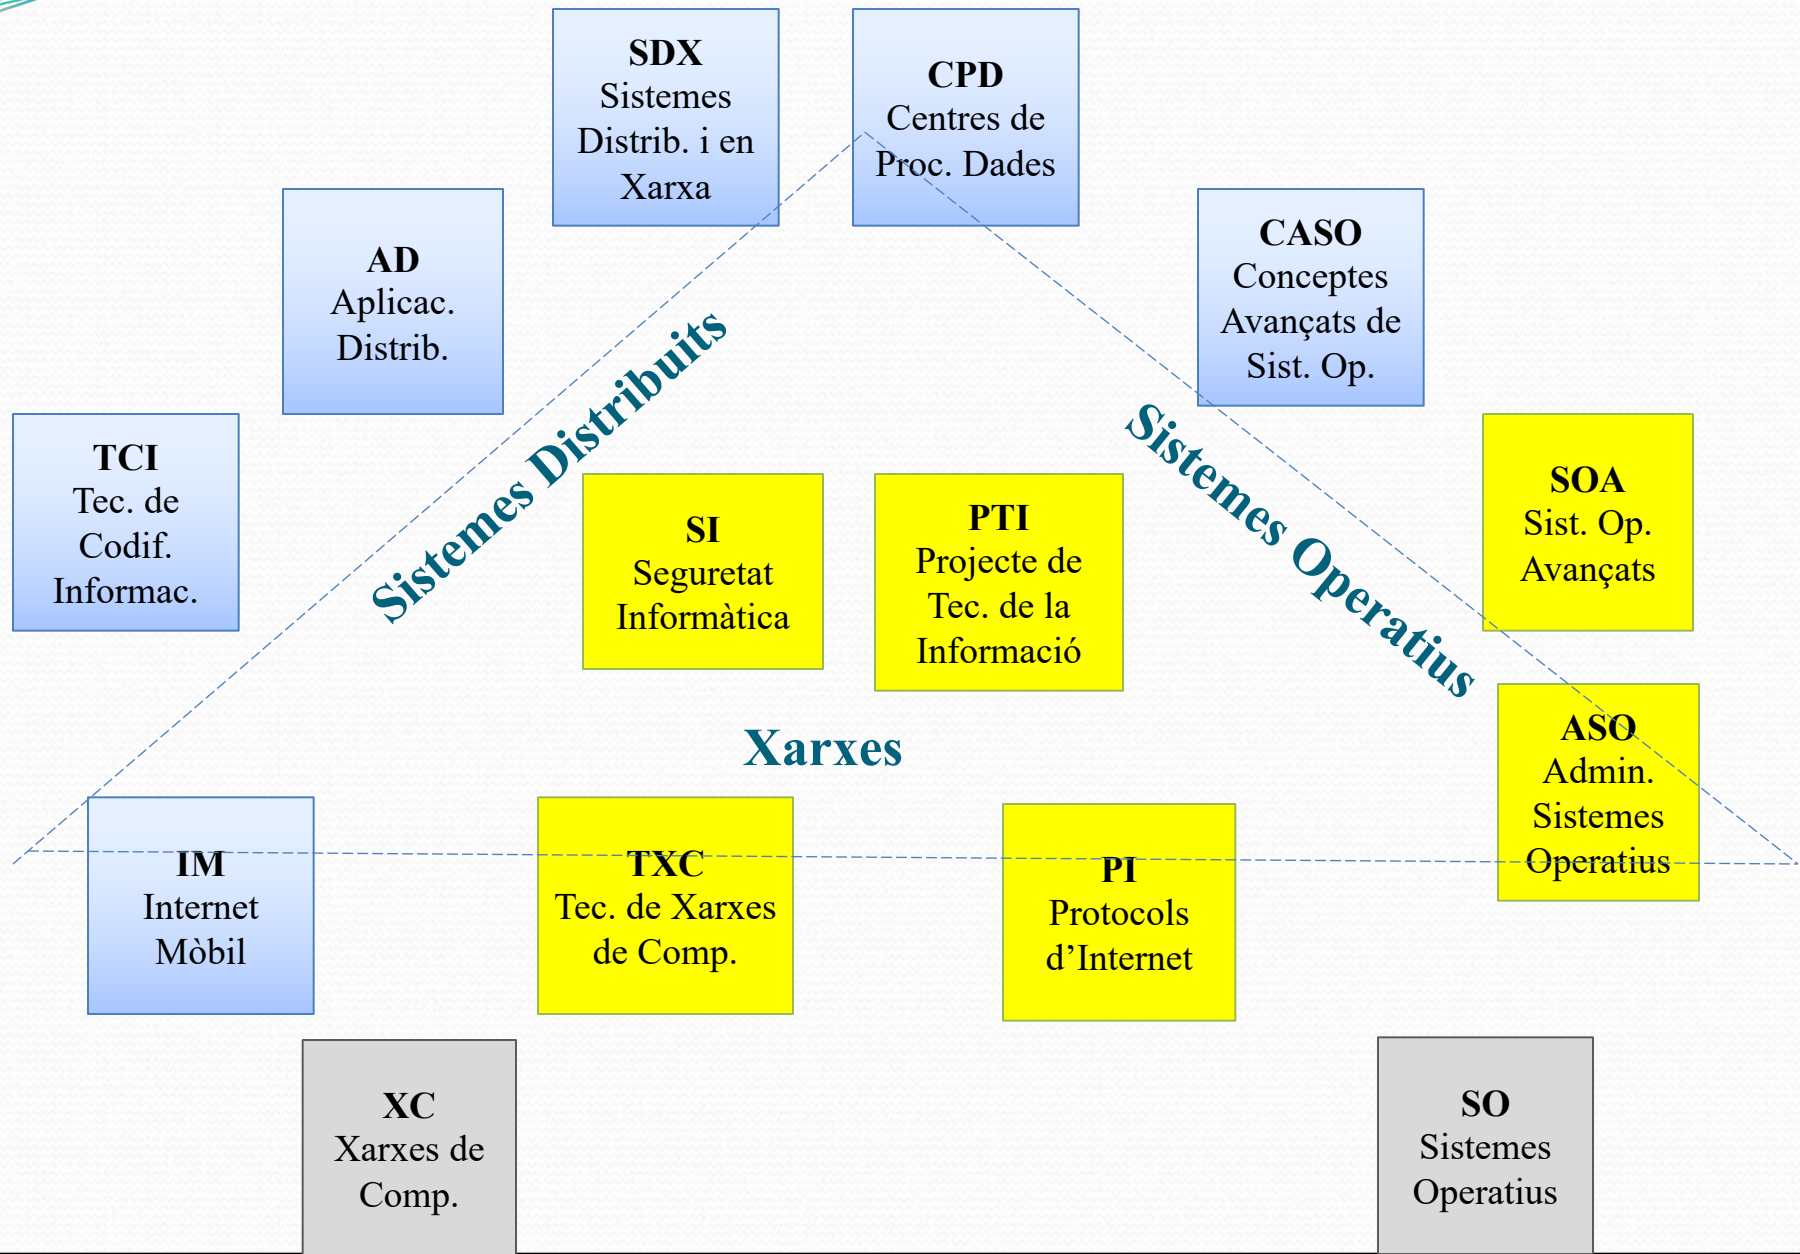 SDX
Sistemes
Distrib. i en
Xarxa
CPD
Centres de
Proc. Dades
AD
Aplicac.
Distrib.
CASO
Conceptes
Avançats de
Sist. Op.
TCI
Tec. de
Codif.
Informac.
Sistemes Distribuits
SI
Seguretat
Informàtica
PTI
Projecte de
Tec. de la
Informació
Sistemes Operatius
SOA
Sist. Op.
Avançats
Xarxes
ASO
Admin.
Sistemes
Operatius
IM
Internet
Mòbil
TXC
Tec. de Xarxes
de Comp.
PI
Protocols
d’Internet
XC
Xarxes de
Comp.
SO
Sistemes
Operatius